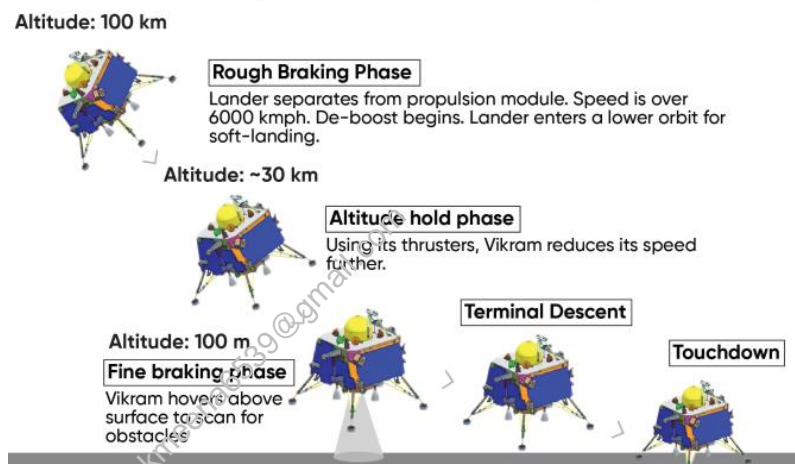 Altitude: 100 km
Rough Braking Phase
Lander separates from propulsion module. Speed is over
6000 kmph. De-boost begins. Lander enters a lower orbit for
soft-landing.
Altitude: ~30 km
Altitude hold phase
Using its thrusters, Vikram reduces its speed
further.
Terminal Descent
Altitude: 100 m
Fine braking phase
Vikram hovers above
surface to scan for
obstacles
Touchdown